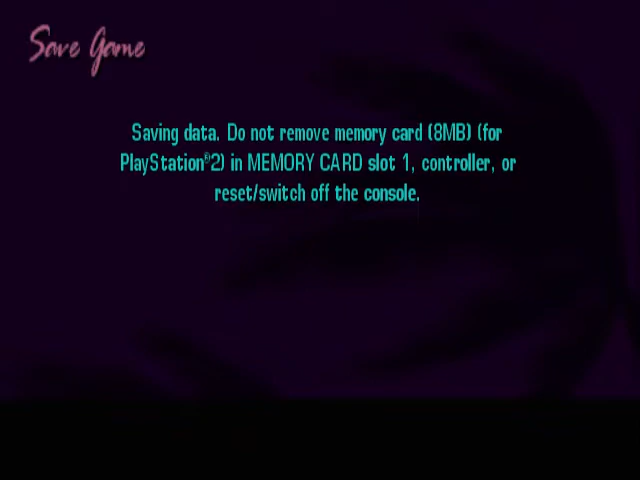 Save Game
Saving data. Do not remove memory card (8MB) (for
PlayStation®2) in MEMORY CARD slot 1, controller, or
reset/switch off the console.